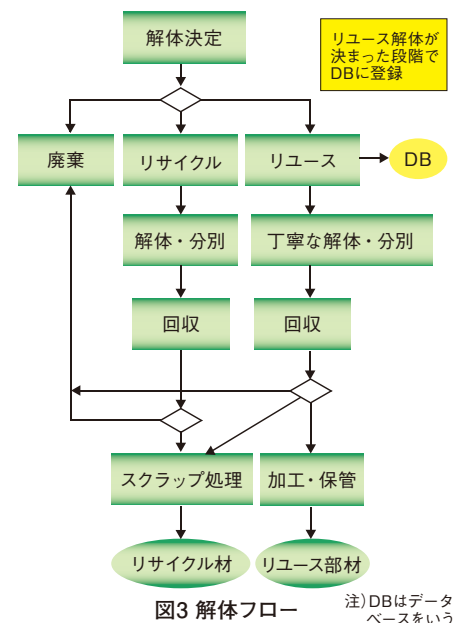 解体決定
リユース解体が
決まった段階で
DBに登録
廃棄
リサイクル
リユース
DB
解体・分別
丁寧な解体・分別
回収
回収
スクラップ処理
加工・保管
リサイクル材
リユース部材
図3 解体フロー
注)DBはデータ
ベースをいう